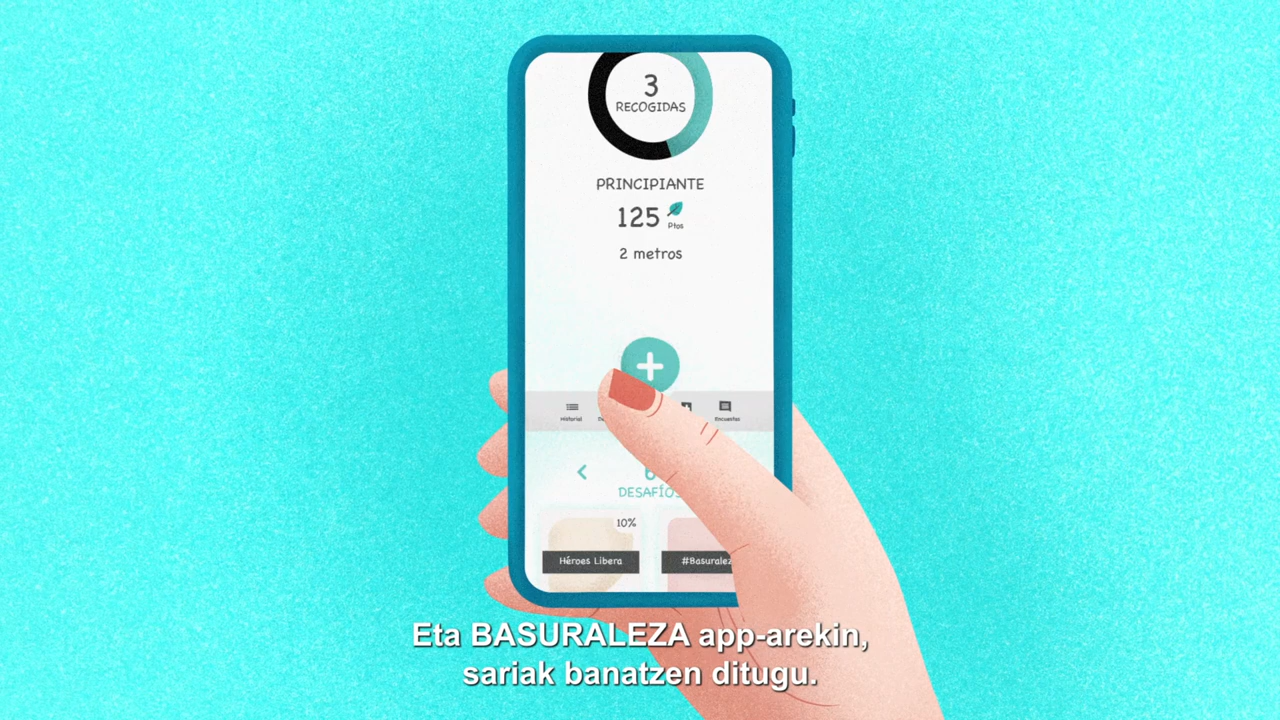 3
RECOGIDAS
PRINCIPIANTE
125
Ptos
2 metros
Historial
Encuestas
DESAFÍOS
10%
Héroes Libera
Eta BASURALEZA app-arekin,
sariak banatzen ditugu.